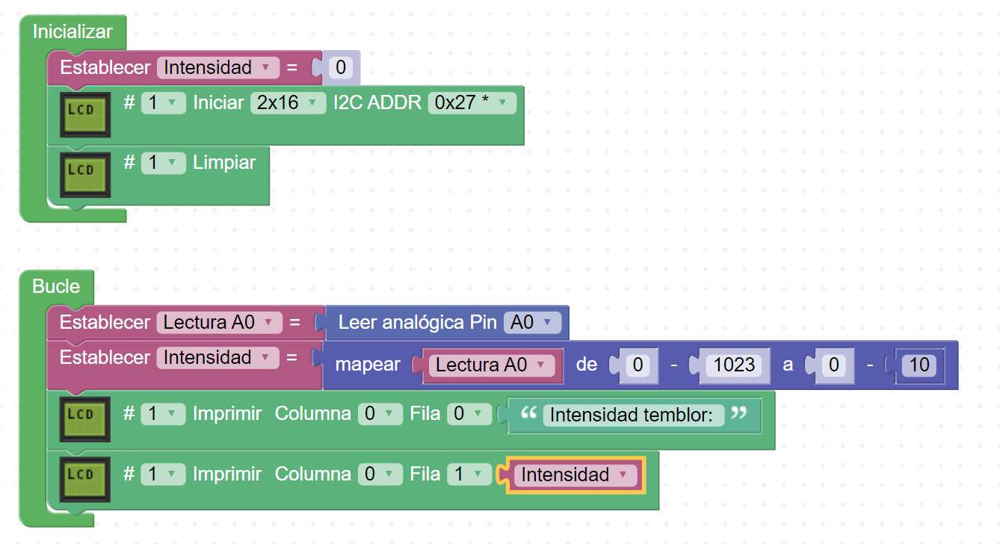 Inicializar
Establecer Intensidad = 0
LCD # 1 Iniciar 2x16 I2C ADDR 0x27 *
LCD # 1 Limpiar
Bucle
Establecer Lectura A0 = Leer analógica Pin A0
Establecer Intensidad = mapear Lectura A0 de 0 - 1023 a 0 - 10
LCD # 1 Imprimir Columna 0 Fila 0 “ Intensidad temblor: ”
LCD # 1 Imprimir Columna 0 Fila 1 Intensidad